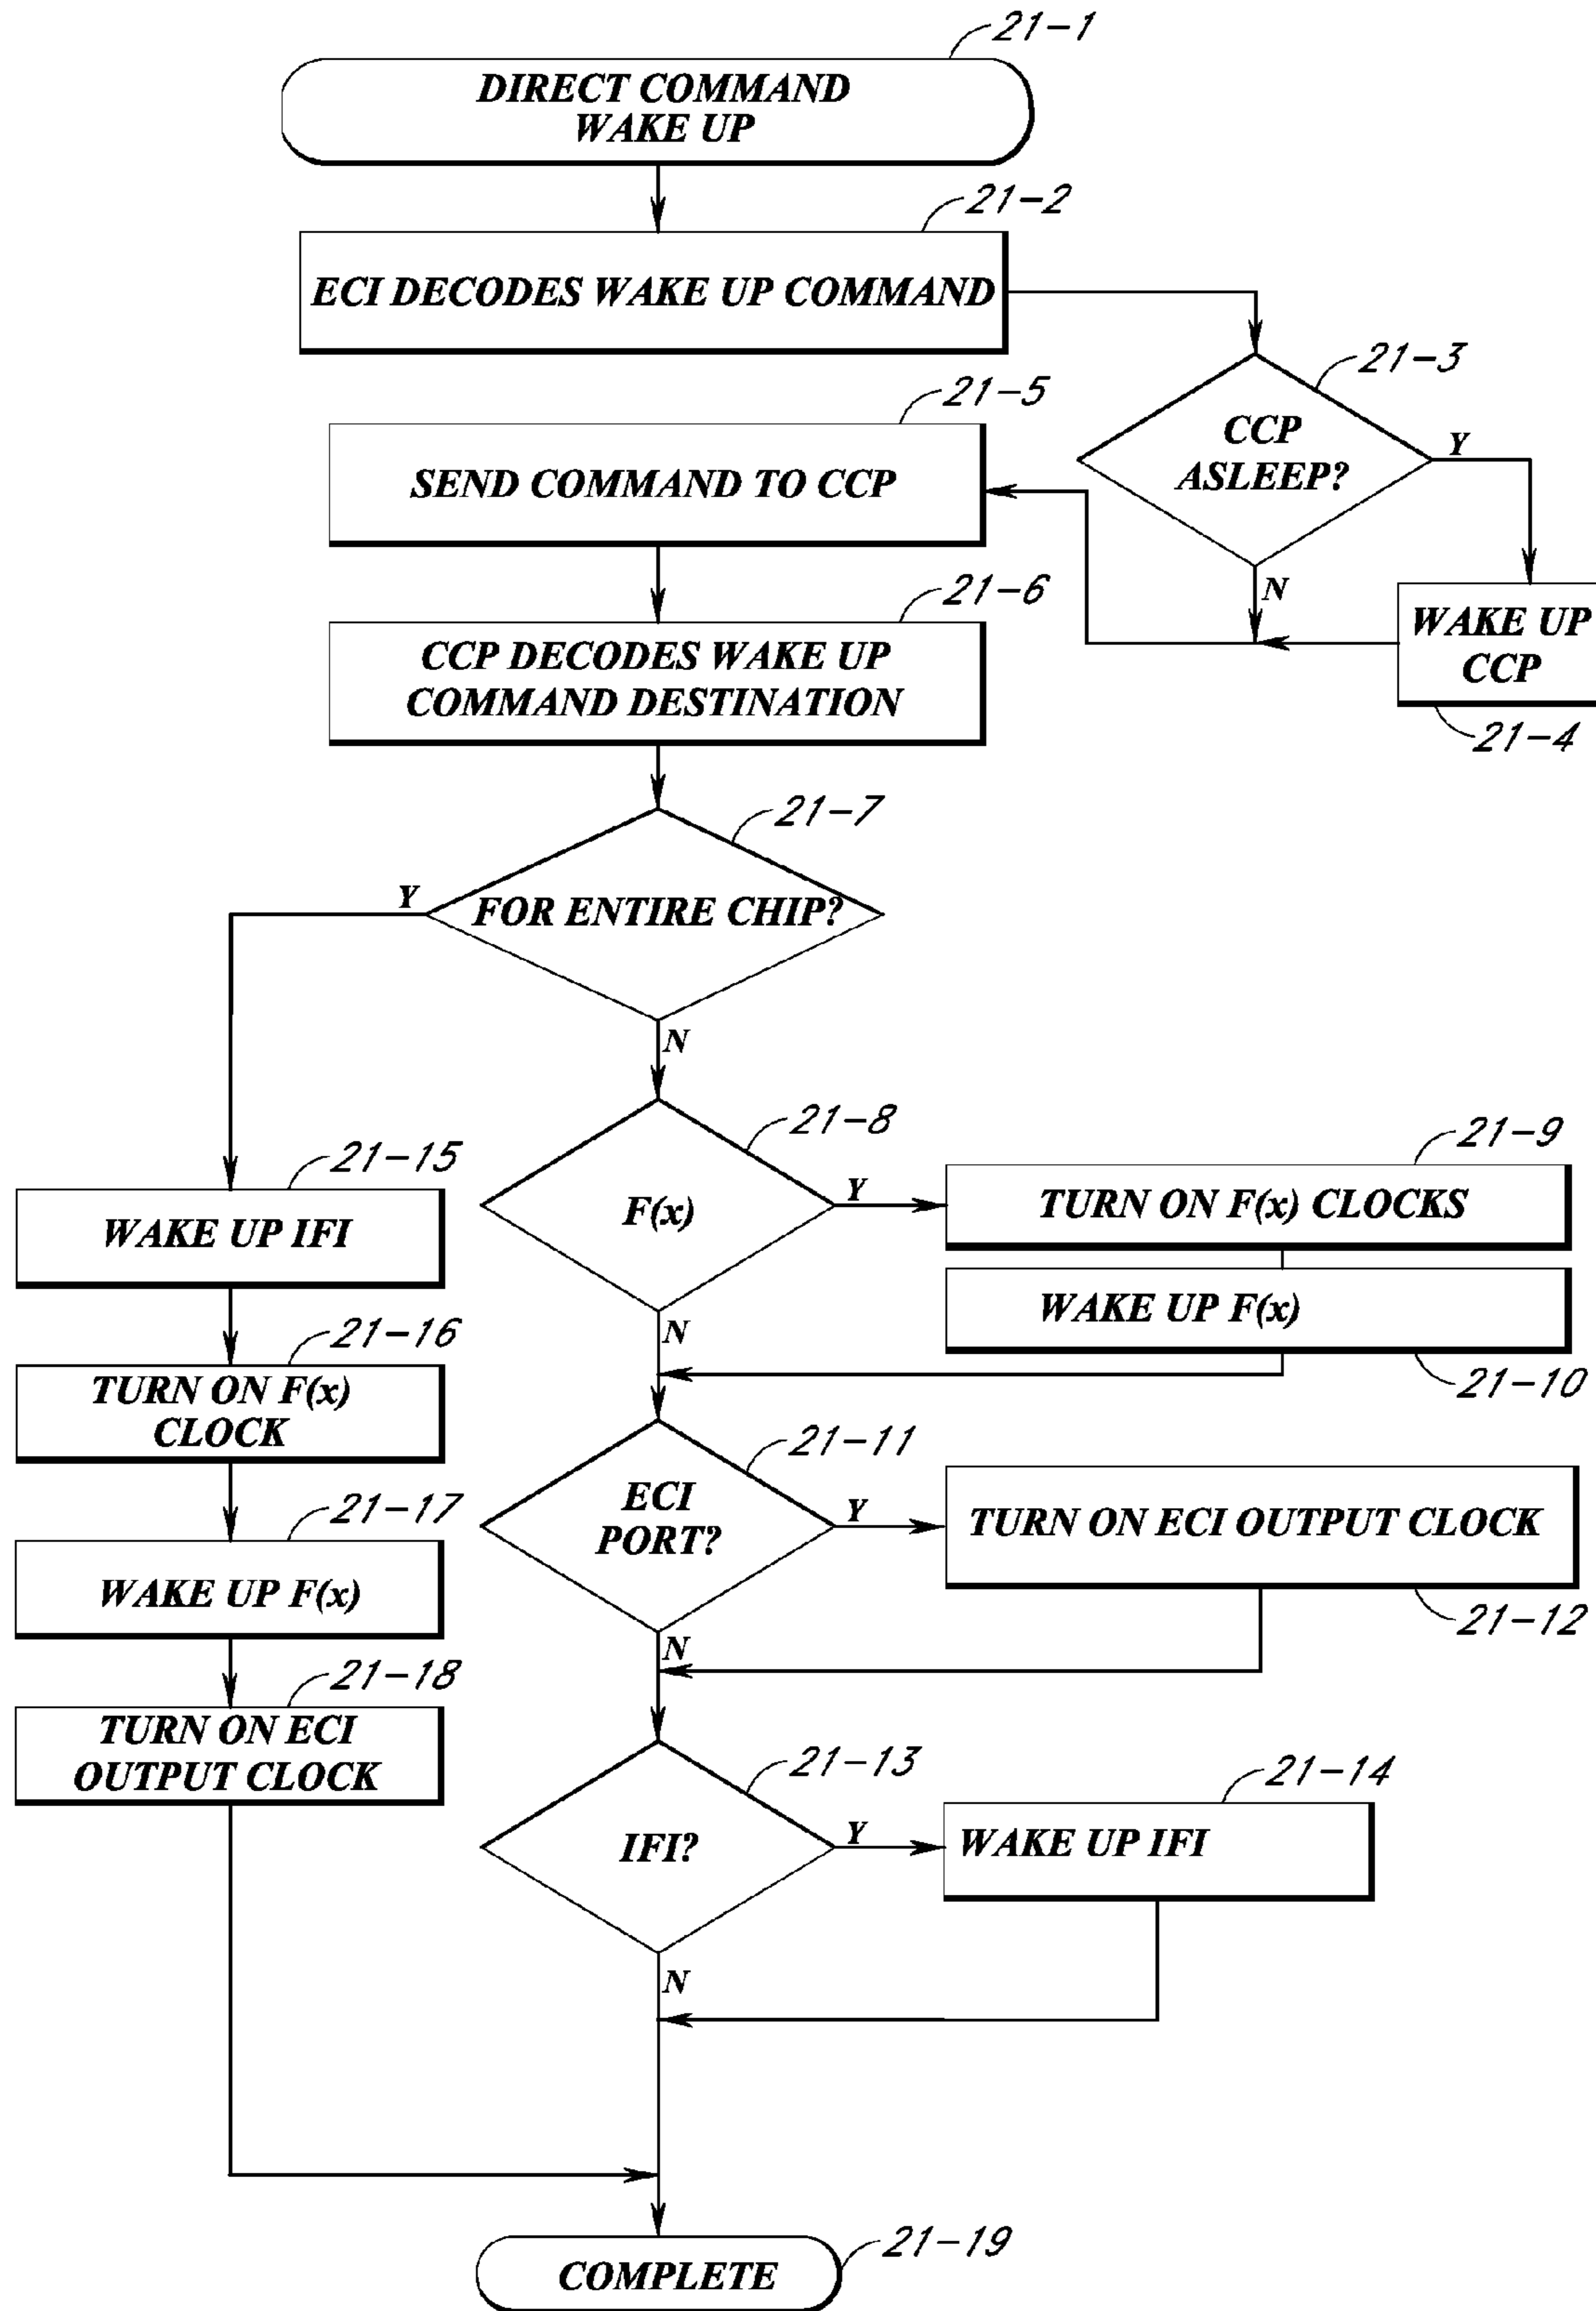 21-1
DIRECT COMMAND
WAKE UP
21-2
ECI DECODES WAKE UP COMMAND
21-3
CCP
ASLEEP?
Y
N
WAKE UP
CCP
21-4
21-5
SEND COMMAND TO CCP
21-6
CCP DECODES WAKE UP
COMMAND DESTINATION
21-7
FOR ENTIRE CHIP?
Y
N
21-8
F(x)
Y
N
21-9
TURN ON F(x) CLOCKS
WAKE UP F(x)
21-10
21-11
ECI
PORT?
Y
N
TURN ON ECI OUTPUT CLOCK
21-12
21-13
IFI?
Y
N
21-14
WAKE UP IFI
21-15
WAKE UP IFI
21-16
TURN ON F(x)
CLOCK
21-17
WAKE UP F(x)
21-18
TURN ON ECI
OUTPUT CLOCK
21-19
COMPLETE